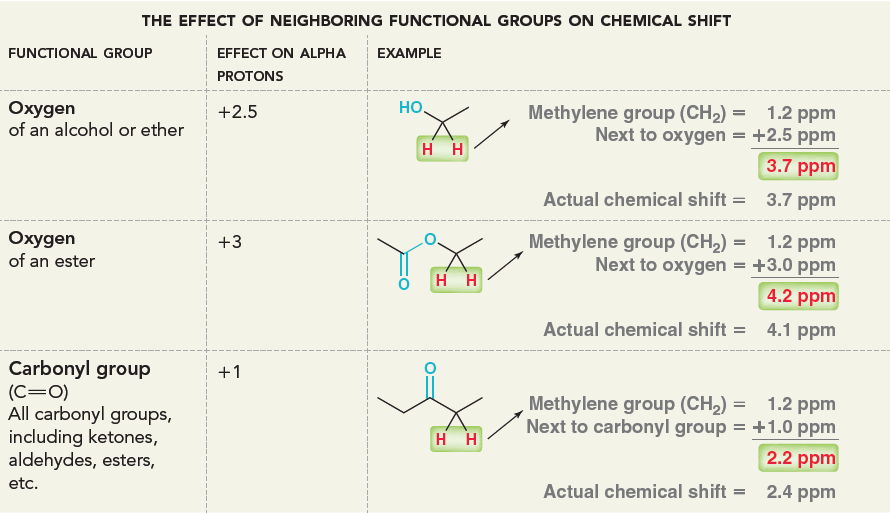 THE EFFECT OF NEIGHBORING FUNCTIONAL GROUPS ON CHEMICAL SHIFT
FUNCTIONAL GROUP
EFFECT ON ALPHA
PROTONS
EXAMPLE
Oxygen
of an alcohol or ether
+2.5
HO
H H
Methylene group (CH₂) = 1.2 ppm
Next to oxygen = +2.5 ppm
3.7 ppm
Actual chemical shift = 3.7 ppm
Oxygen
of an ester
+3
O
O
H H
Methylene group (CH₂) = 1.2 ppm
Next to oxygen = +3.0 ppm
4.2 ppm
Actual chemical shift = 4.1 ppm
Carbonyl group
(C=O)
All carbonyl groups,
including ketones,
aldehydes, esters,
etc.
+1
O
H H
Methylene group (CH₂) = 1.2 ppm
Next to carbonyl group = +1.0 ppm
2.2 ppm
Actual chemical shift = 2.4 ppm